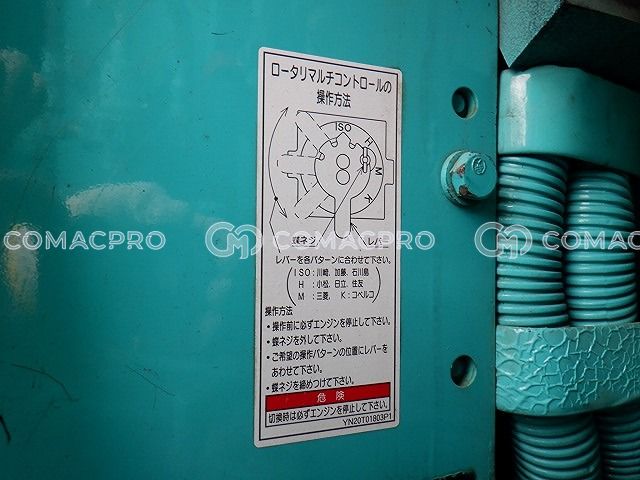 ロータリマルチコントロールの
操作方法
ISO
H
M
K
蝶ネジ
レバー
レバーを各パターンに合わせて下さい。
ISO:川崎、加藤、石川島
H :小松、日立、住友
M :三菱、 K :コベルコ
操作方法
・操作前に必ずエンジンを停止して下さい。
・蝶ネジを外して下さい。
・ご希望の操作パターンの位置にレバーを
あわせて下さい。
・蝶ネジを締めつけて下さい。
危険
切換時は必ずエンジンを停止して下さい。
YN20T01803P1
COMACPRO COMACPRO